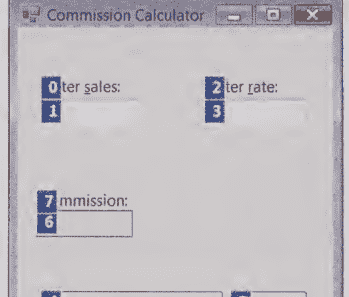 Commission Calculator
0 ter sales: 2 ter rate:
1 3
7 mmission:
6